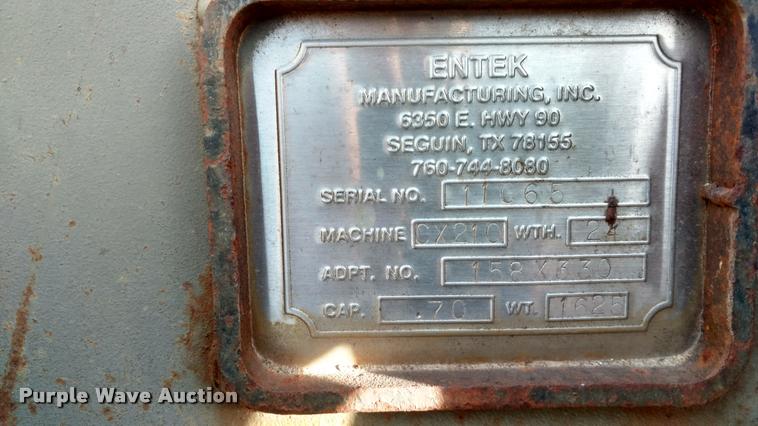 ENTEK
MANUFACTURING, INC.
6350 E. HWY 90
SEGUIN, TX 78155
760-744-8080
SERIAL NO. 11065
MACHINE CX210 WTH. 24
ADPT. NO. 158X330
CAP. .70 WT. 1625
Purple Wave Auction